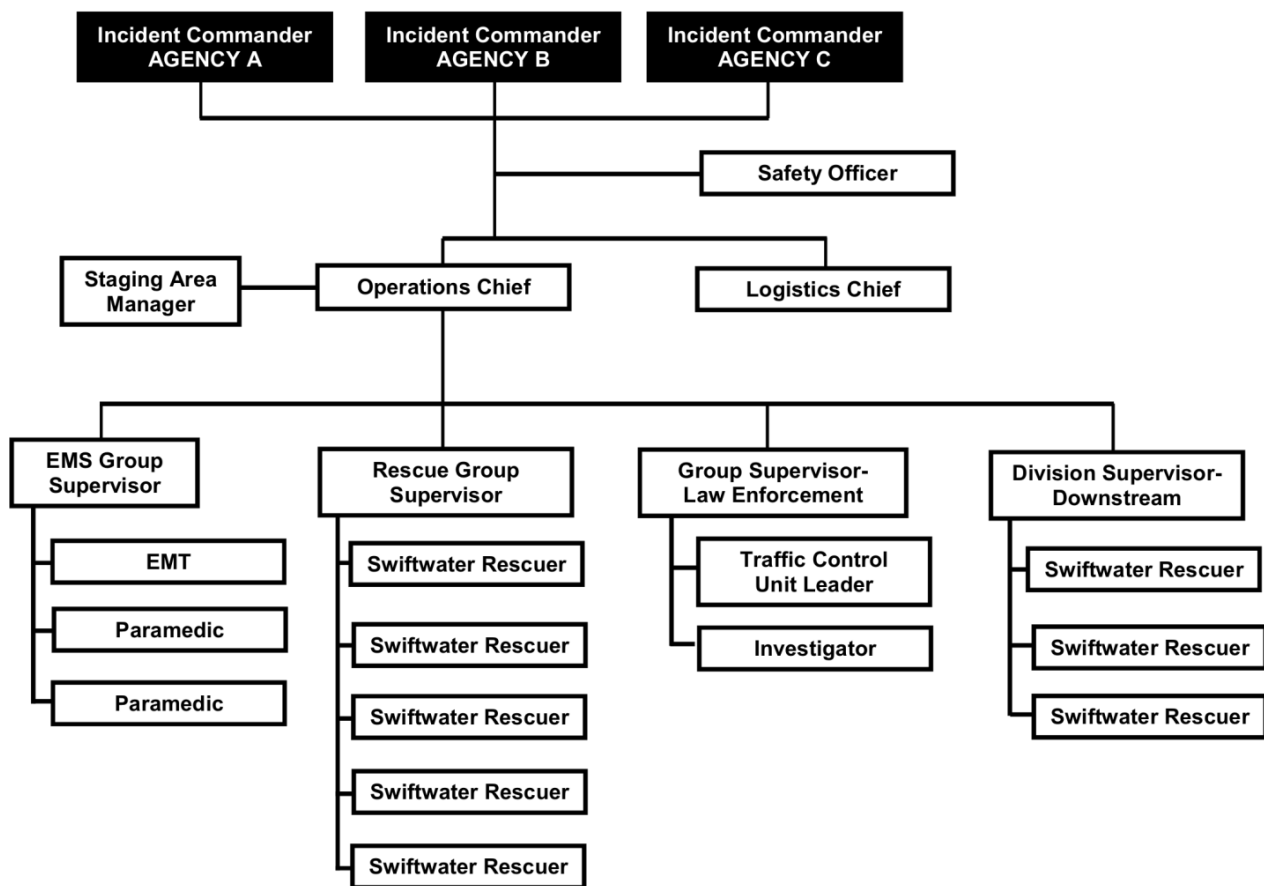 Incident Commander
AGENCY A
Incident Commander
AGENCY B
Incident Commander
AGENCY C
Safety Officer
Staging Area
Manager
Operations Chief
Logistics Chief
EMS Group
Supervisor
Rescue Group
Supervisor
Group Supervisor-
Law Enforcement
Division Supervisor-
Downstream
EMT
Paramedic
Paramedic
Swiftwater Rescuer
Swiftwater Rescuer
Swiftwater Rescuer
Swiftwater Rescuer
Swiftwater Rescuer
Traffic Control
Unit Leader
Investigator
Swiftwater Rescuer
Swiftwater Rescuer
Swiftwater Rescuer